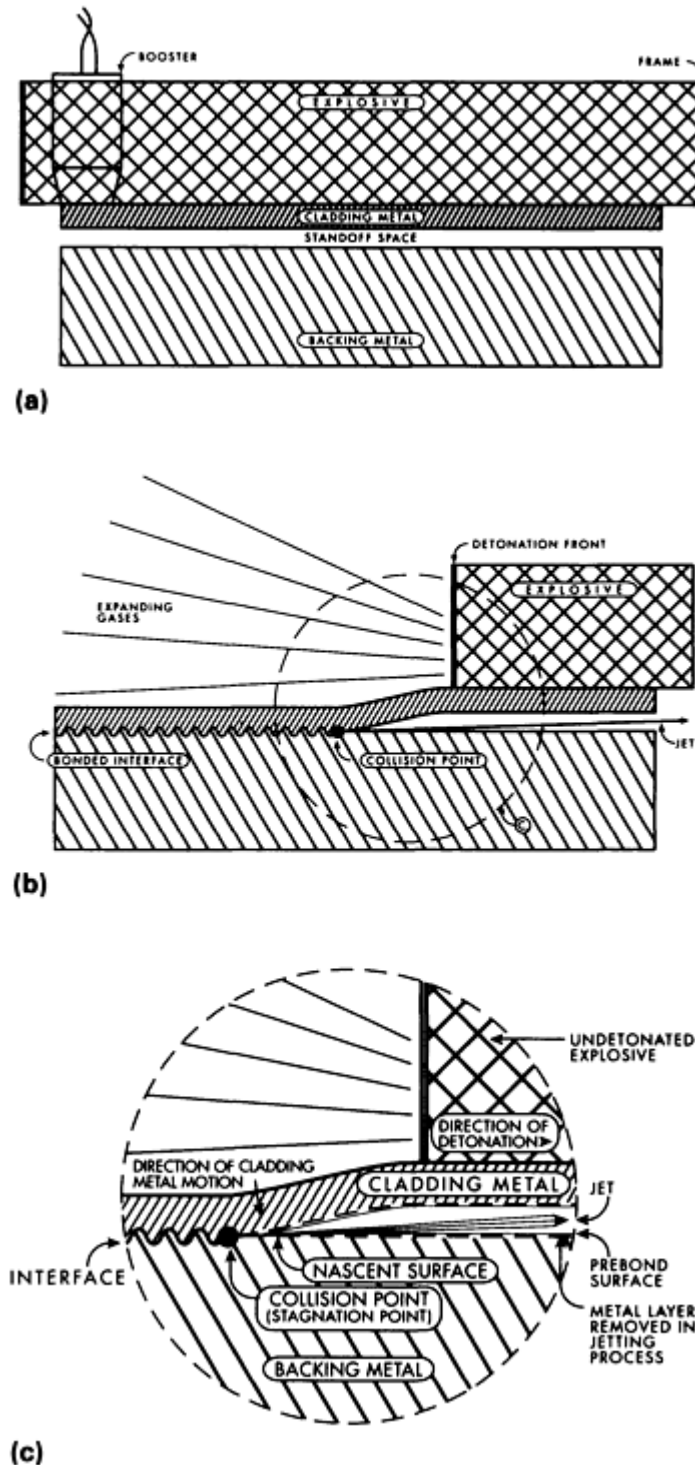 BOOSTER
FRAME
EXPLOSIVE
CLADDING METAL
STANDOFF SPACE
BACKING METAL
(a)
DETONATION FRONT
EXPLOSIVE
EXPANDING
GASES
JET
BONDED INTERFACE
COLLISION POINT
C
(b)
UNDETONATED
EXPLOSIVE
DIRECTION OF
DETONATION
DIRECTION OF CLADDING
METAL MOTION
CLADDING METAL
JET
INTERFACE
NASCENT SURFACE
PREBOND
SURFACE
COLLISION POINT
(STAGNATION POINT)
METAL LAYER
REMOVED IN
JETTING
PROCESS
BACKING METAL
(c)